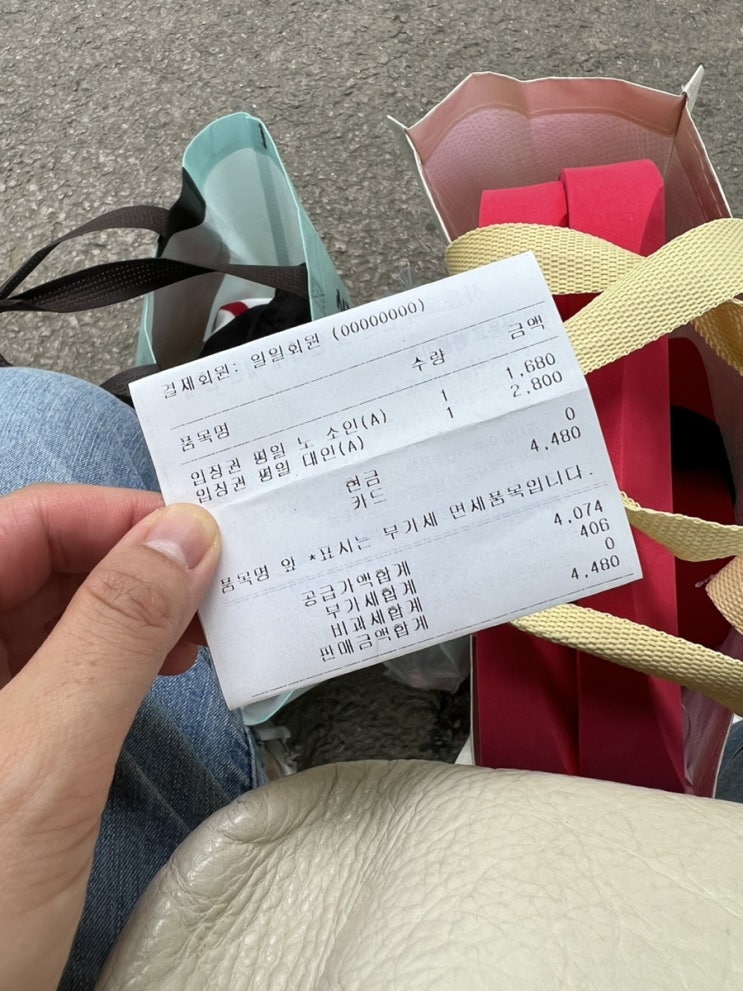 결제회원: 일일회원 (00000000)
품목명 수량 금액
입장권 평일 노 소인(A) 1 1,680
입장권 평일 대인(A) 1 2,800
현금 0
카드 4,480
품목명 앞 *표시는 부가세 면세품목입니다.
공급가액합계 4,074
부가세합계 406
비과세합계 0
판매금액합계 4,480